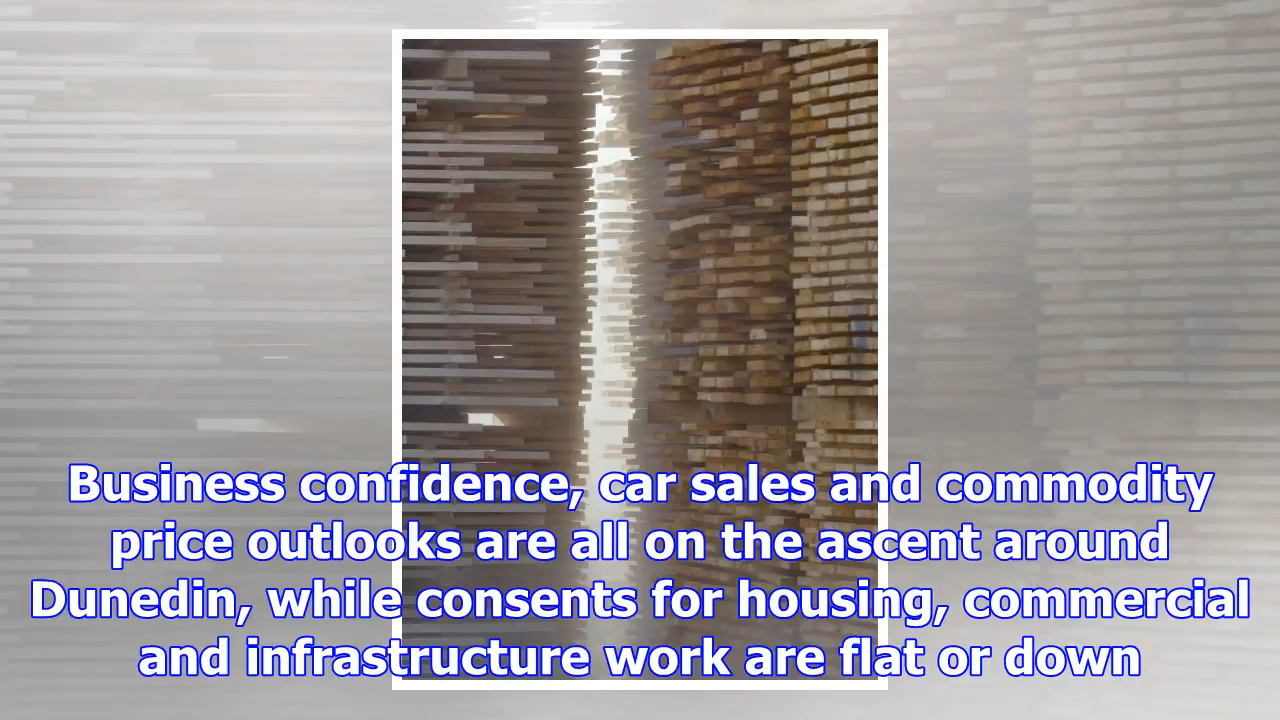 Business confidence, car sales and commodity
price outlooks are all on the ascent around
Dunedin, while consents for housing, commercial
and infrastructure work are flat or down